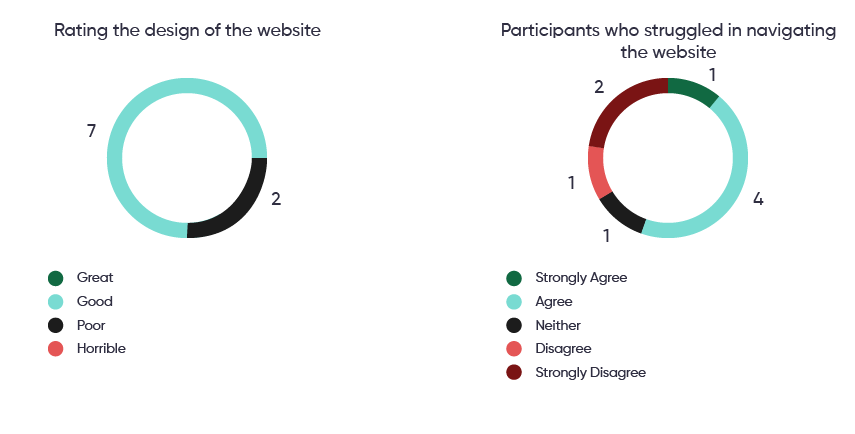 Rating the design of the website
7
2
Great
Good
Poor
Horrible
Participants who struggled in navigating
the website
1
2
1
4
1
Strongly Agree
Agree
Neither
Disagree
Strongly Disagree